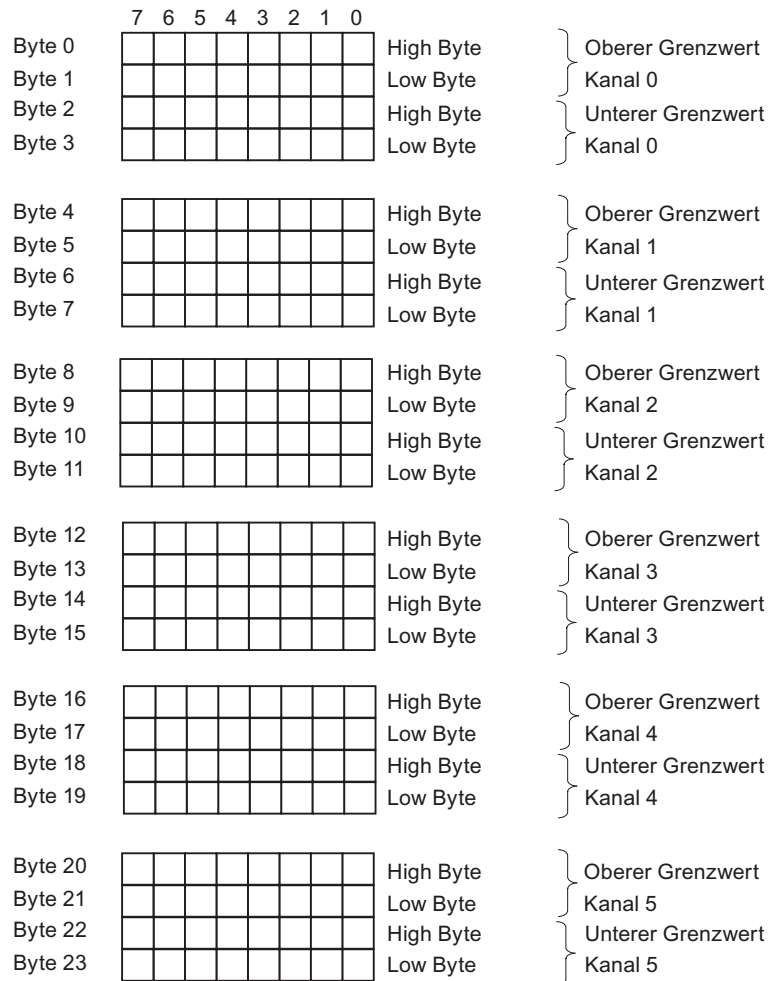 7 6 5 4 3 2 1 0
Byte 0 High Byte Oberer Grenzwert
Byte 1 Low Byte Kanal 0
Byte 2 High Byte Unterer Grenzwert
Byte 3 Low Byte Kanal 0
Byte 4 High Byte Oberer Grenzwert
Byte 5 Low Byte Kanal 1
Byte 6 High Byte Unterer Grenzwert
Byte 7 Low Byte Kanal 1
Byte 8 High Byte Oberer Grenzwert
Byte 9 Low Byte Kanal 2
Byte 10 High Byte Unterer Grenzwert
Byte 11 Low Byte Kanal 2
Byte 12 High Byte Oberer Grenzwert
Byte 13 Low Byte Kanal 3
Byte 14 High Byte Unterer Grenzwert
Byte 15 Low Byte Kanal 3
Byte 16 High Byte Oberer Grenzwert
Byte 17 Low Byte Kanal 4
Byte 18 High Byte Unterer Grenzwert
Byte 19 Low Byte Kanal 4
Byte 20 High Byte Oberer Grenzwert
Byte 21 Low Byte Kanal 5
Byte 22 High Byte Unterer Grenzwert
Byte 23 Low Byte Kanal 5